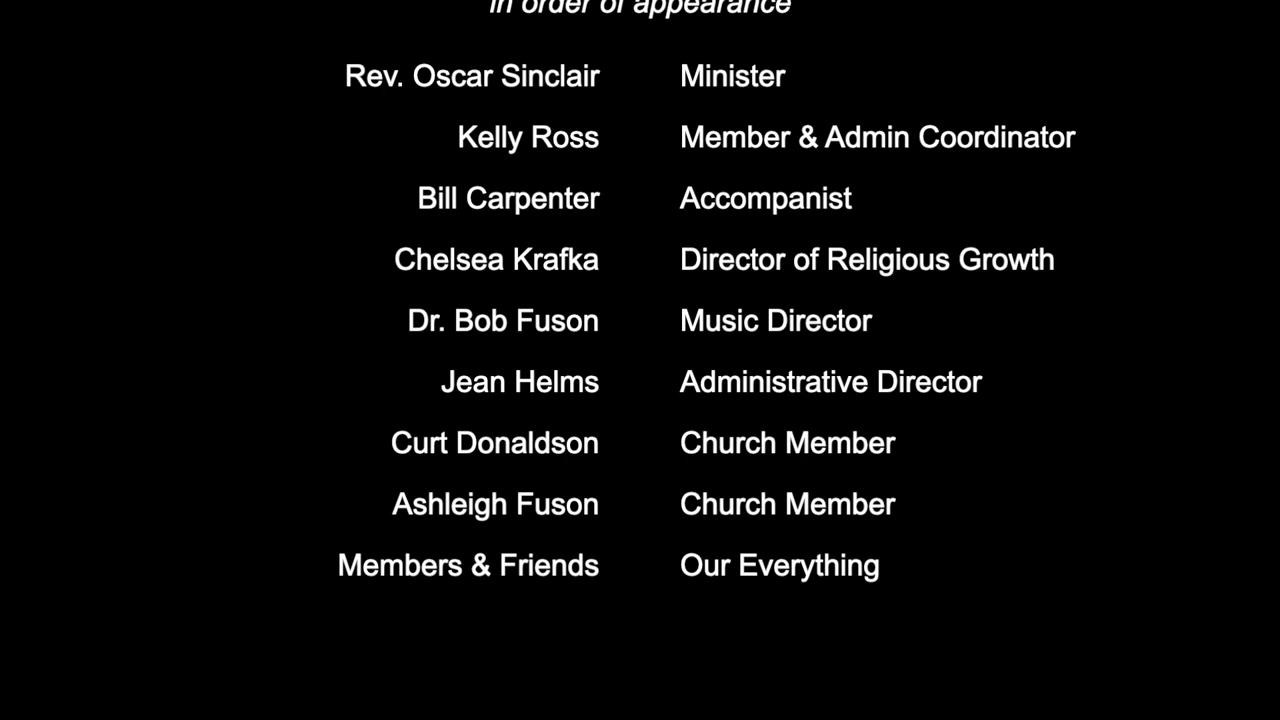 in order of appearance
Rev. Oscar Sinclair Minister
Kelly Ross Member & Admin Coordinator
Bill Carpenter Accompanist
Chelsea Krafka Director of Religious Growth
Dr. Bob Fuson Music Director
Jean Helms Administrative Director
Curt Donaldson Church Member
Ashleigh Fuson Church Member
Members & Friends Our Everything